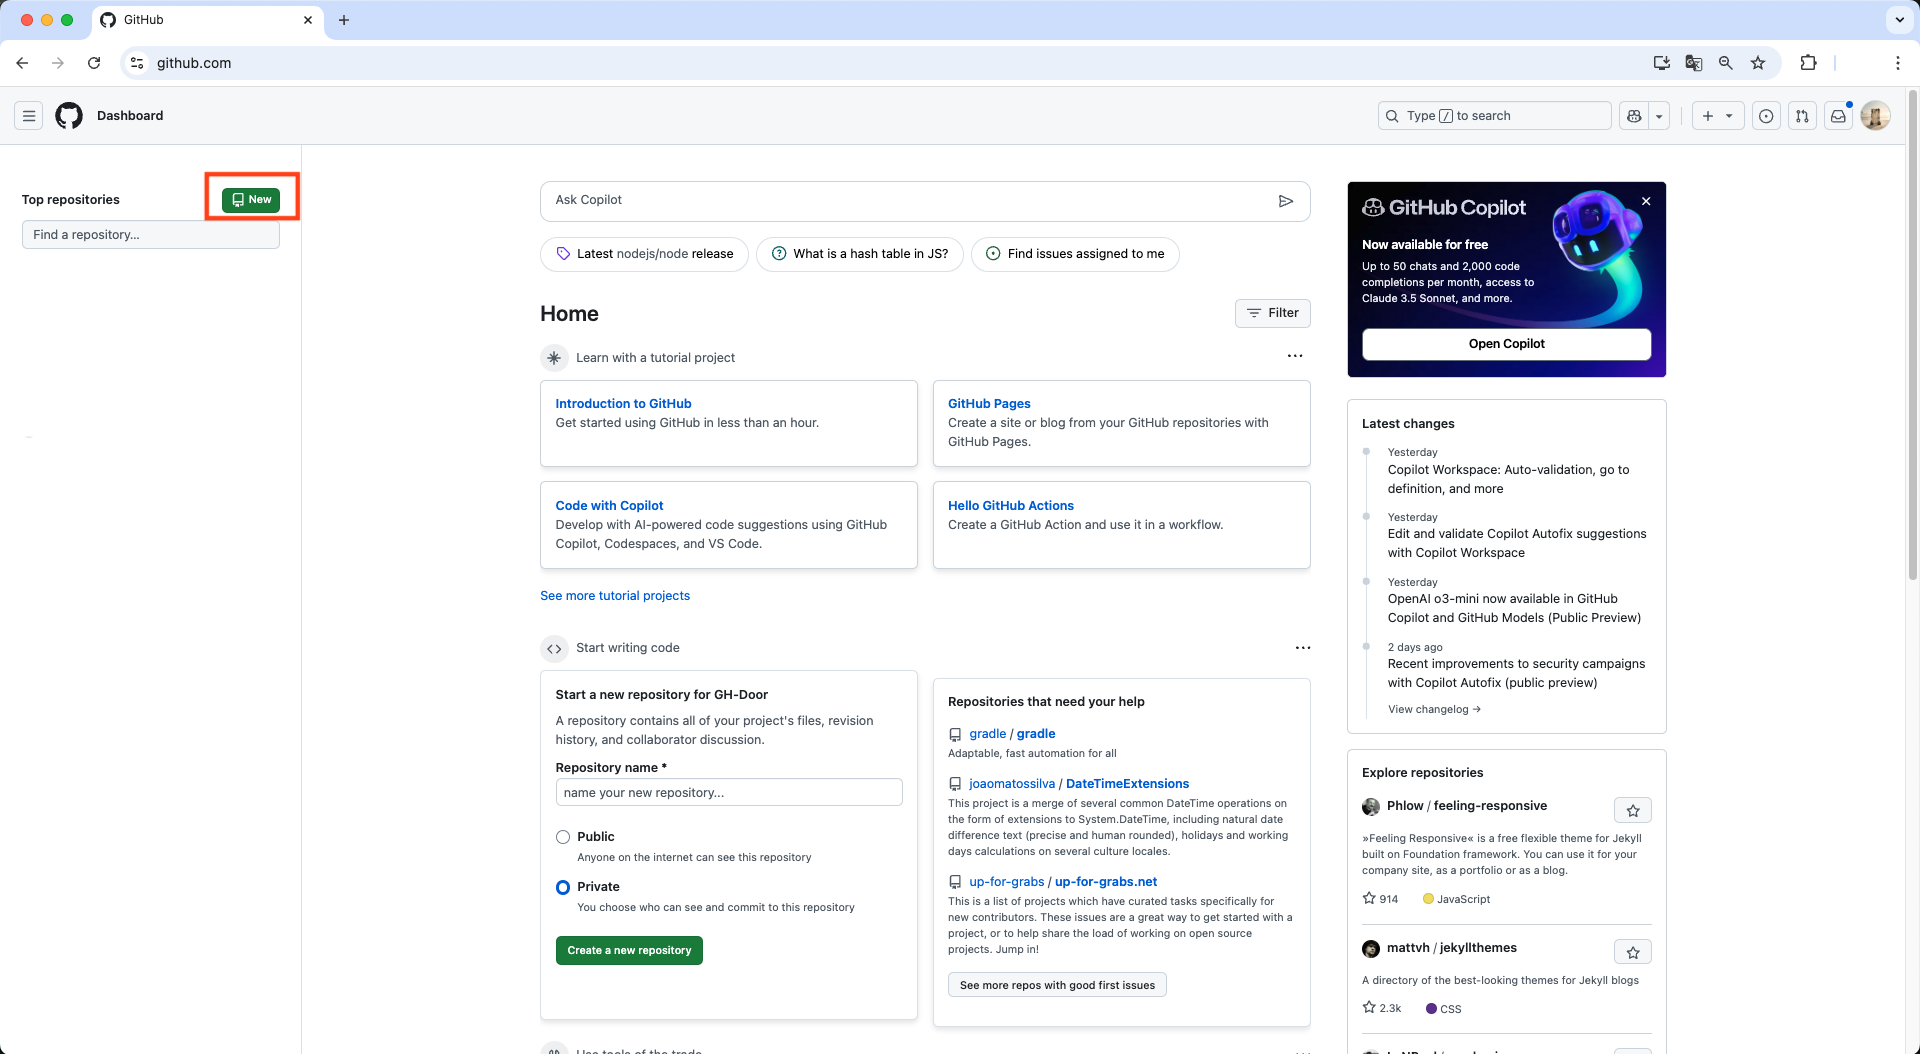 GitHub
github.com
Dashboard
Type / to search
Top repositories
New
Find a repository...
Ask Copilot
Latest nodejs/node release
What is a hash table in JS?
Find issues assigned to me
Home
Filter
Learn with a tutorial project
Introduction to GitHub
Get started using GitHub in less than an hour.
GitHub Pages
Create a site or blog from your GitHub repositories with
GitHub Pages.
Code with Copilot
Develop with AI-powered code suggestions using GitHub
Copilot, Codespaces, and VS Code.
Hello GitHub Actions
Create a GitHub Action and use it in a workflow.
See more tutorial projects
Start writing code
Start a new repository for GH-Door
A repository contains all of your project's files, revision
history, and collaborator discussion.
Repository name *
name your new repository...
Public
Anyone on the internet can see this repository
Private
You choose who can see and commit to this repository
Create a new repository
Repositories that need your help
gradle / gradle
Adaptable, fast automation for all
joaomatossilva / DateTimeExtensions
This project is a merge of several common DateTime operations on
the form of extensions to System.DateTime, including natural date
difference text (precise and human rounded), holidays and working
days calculations on several culture locales.
up-for-grabs / up-for-grabs.net
This is a list of projects which have curated tasks specifically for
new contributors. These issues are a great way to get started with a
project, or to help share the load of working on open source
projects. Jump in!
See more repos with good first issues
Use tools of the trade
GitHub Copilot
Now available for free
Up to 50 chats and 2,000 code
completions per month, access to
Claude 3.5 Sonnet, and more.
Open Copilot
Latest changes
Yesterday
Copilot Workspace: Auto-validation, go to
definition, and more
Yesterday
Edit and validate Copilot Autofix suggestions
with Copilot Workspace
Yesterday
OpenAI o3-mini now available in GitHub
Copilot and GitHub Models (Public Preview)
2 days ago
Recent improvements to security campaigns
with Copilot Autofix (public preview)
View changelog →
Explore repositories
Phlow / feeling-responsive
»Feeling Responsive« is a free flexible theme for Jekyll
built on Foundation framework. You can use it for your
company site, as a portfolio or as a blog.
914 JavaScript
mattvh / jekyllthemes
A directory of the best-looking themes for Jekyll blogs
2.3k CSS